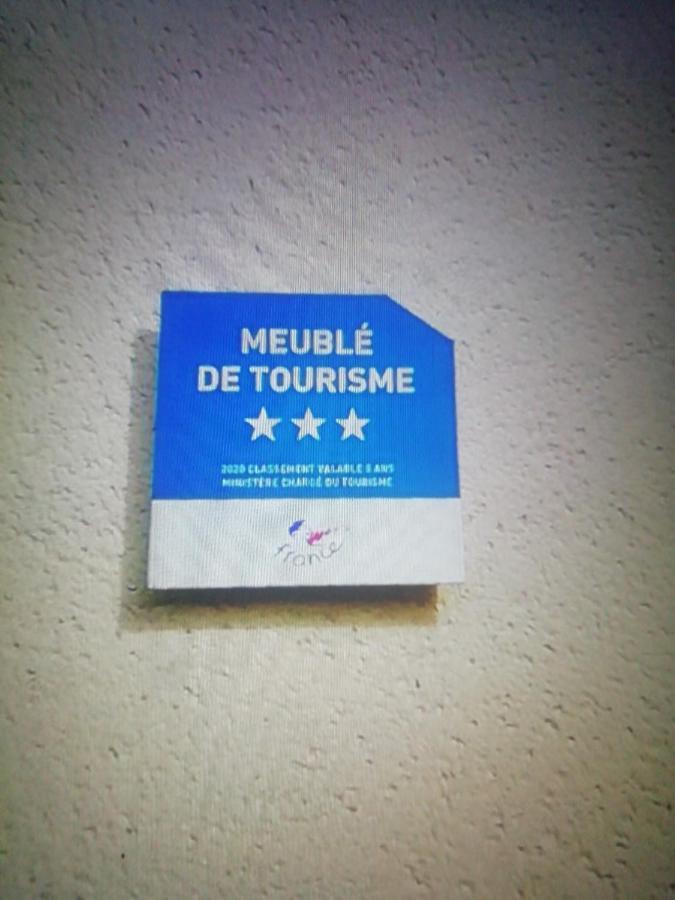 MEUBLÉ
DE TOURISME
2020 CLASSEMENT VALABLE 5 ANS
MINISTÈRE CHARGÉ DU TOURISME
france